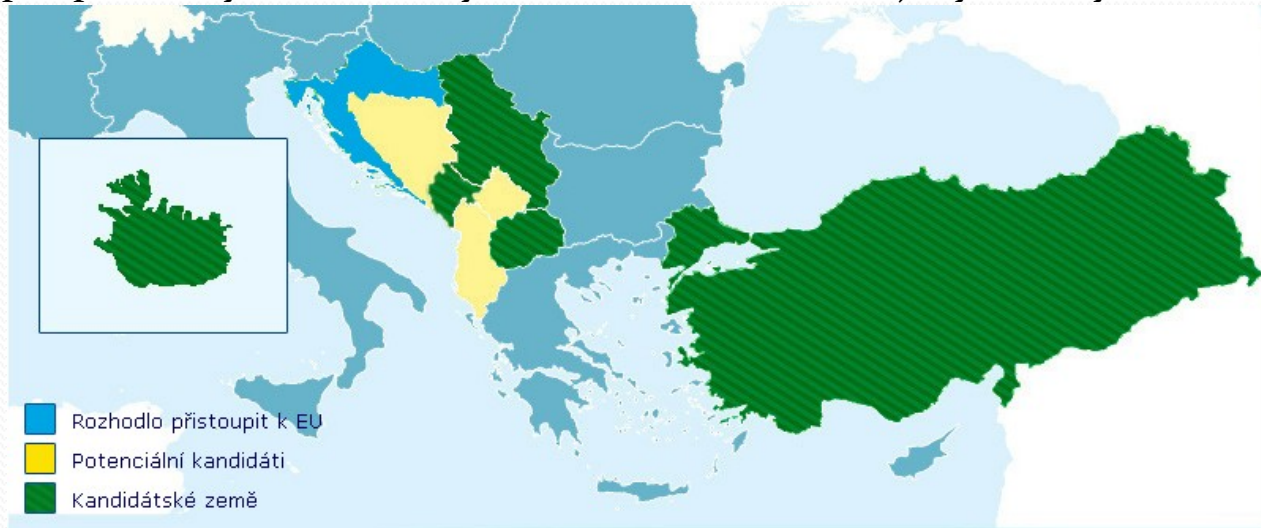 Rozhodlo přistoupit k EU
Potenciální kandidáti
Kandidátské země